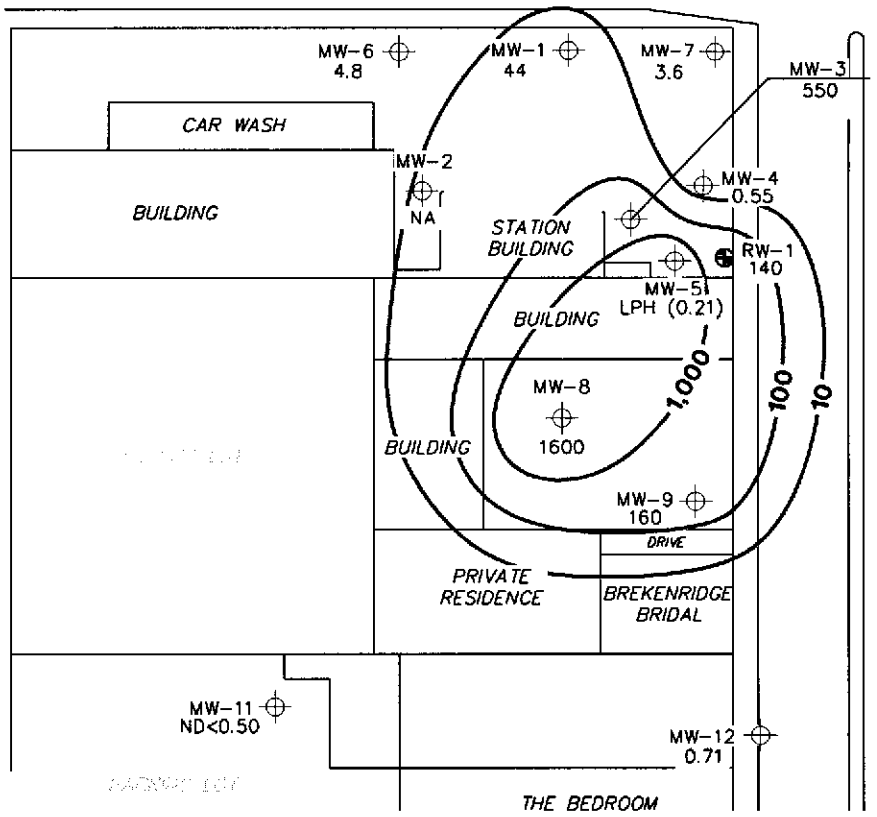 MW-6
4.8
MW-1
44
MW-7
3.6
MW-3
550
CAR WASH
MW-2
NA
MW-4
0.55
BUILDING
STATION
BUILDING
RW-1
140
MW-5
LPH (0.21)
BUILDING
1,000
100
10
MW-8
1600
BUILDING
MW-9
160
DRIVE
PRIVATE
RESIDENCE
BREKENRIDGE
BRIDAL
MW-11
ND<0.50
MW-12
0.71
THE BEDROOM